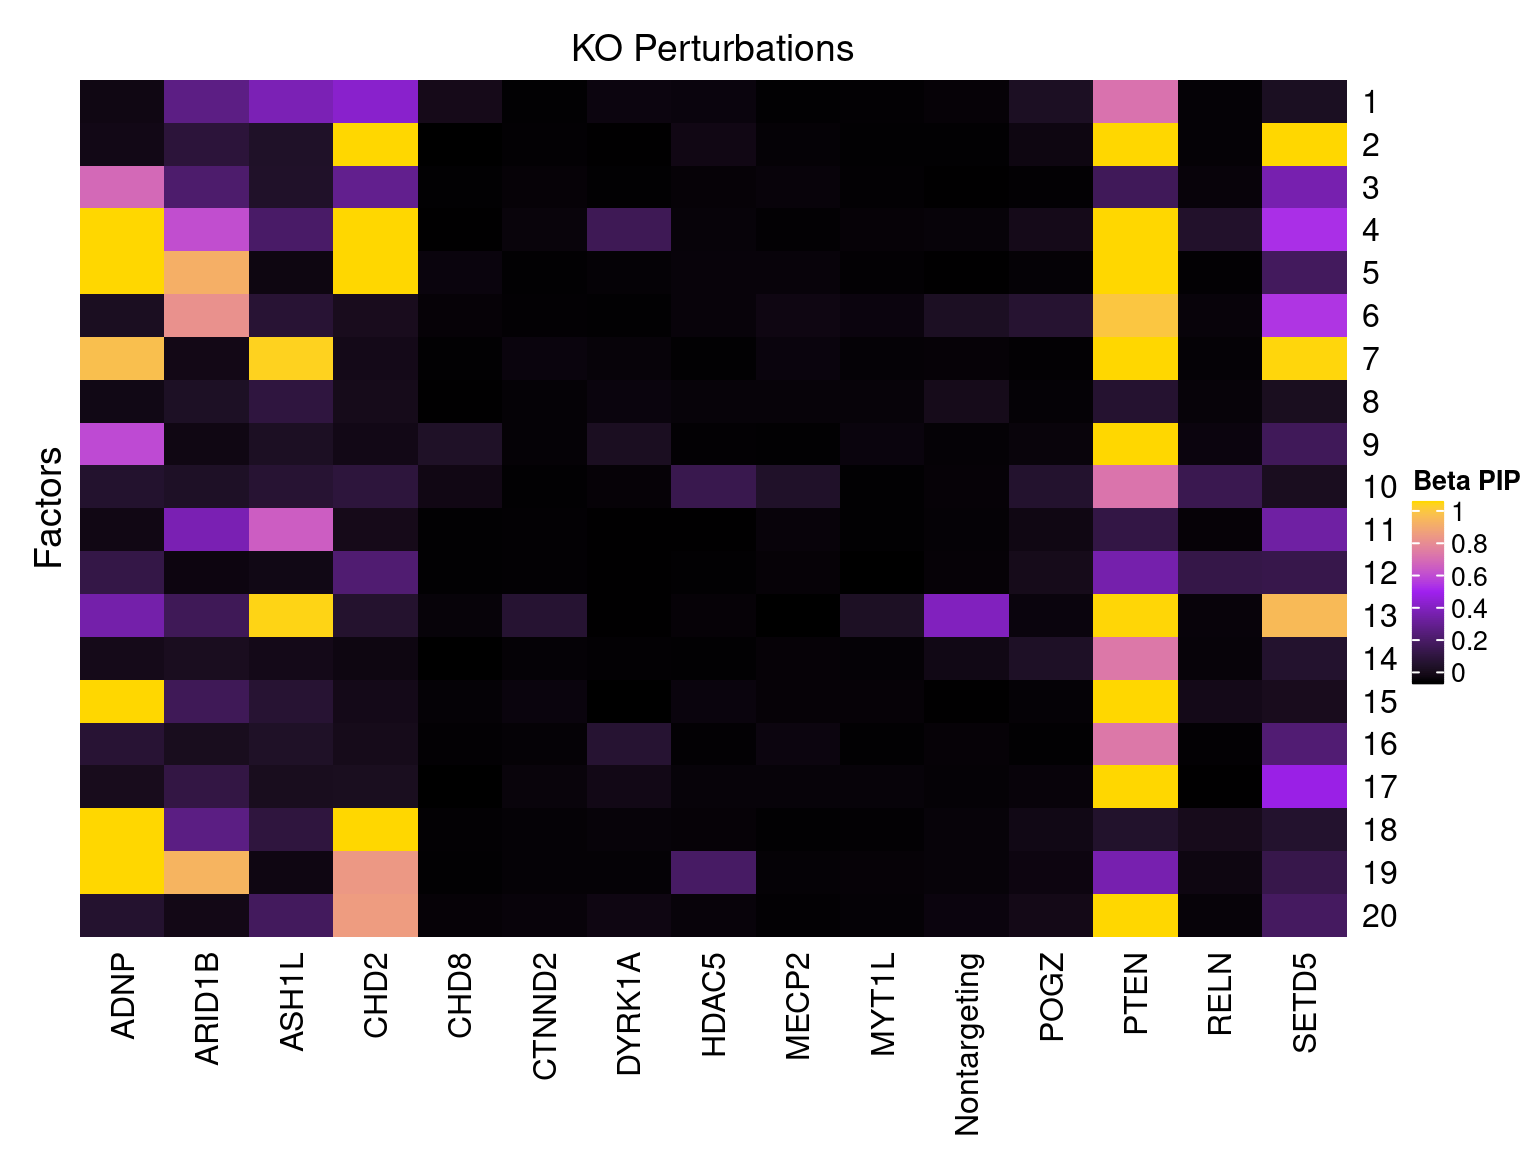 KO Perturbations
1
2
3
4
5
6
7
8
9
10
11
12
13
14
15
16
17
18
19
20
Factors
Beta PIP
1
0.8
0.6
0.4
0.2
0
ADNP
ARID1B
ASH1L
CHD2
CHD8
CTNND2
DYRK1A
HDAC5
MECP2
MYT1L
Nontargeting
POGZ
PTEN
RELN
SETD5